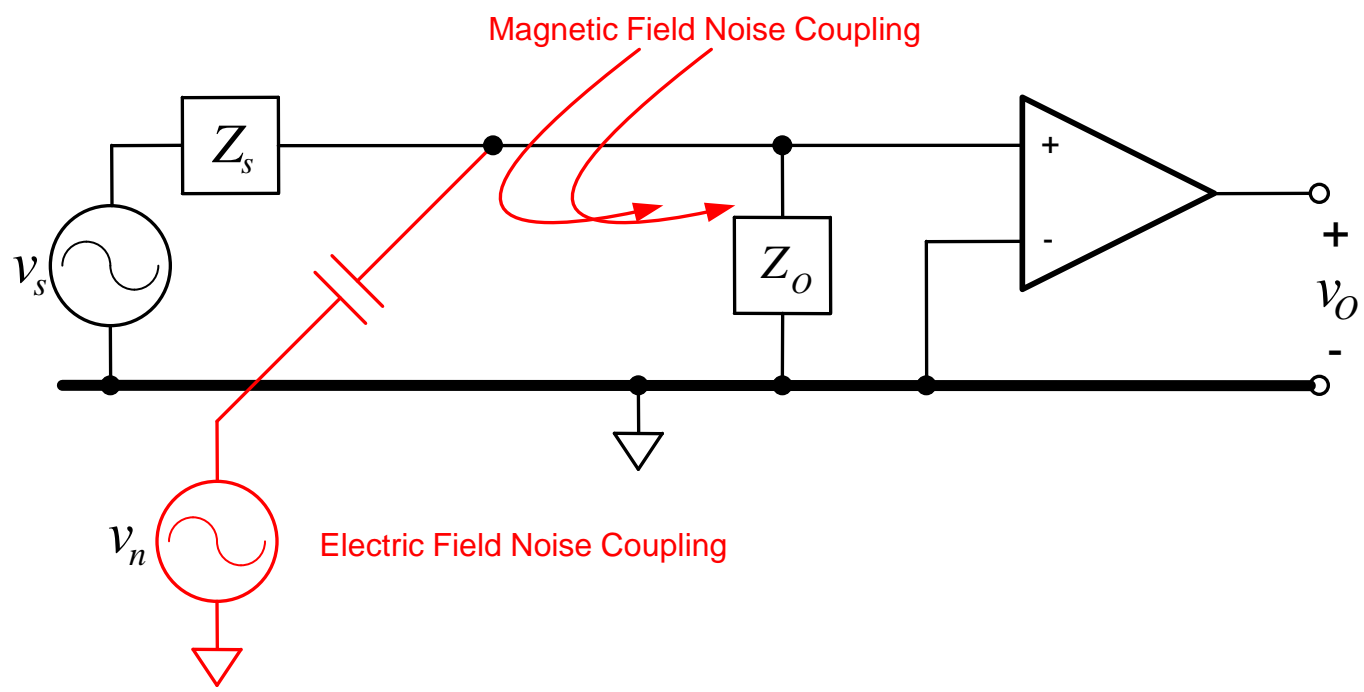 Magnetic Field Noise Coupling
Z_s
+
-
v_s
Z_O
+
v_O
-
v_n
Electric Field Noise Coupling